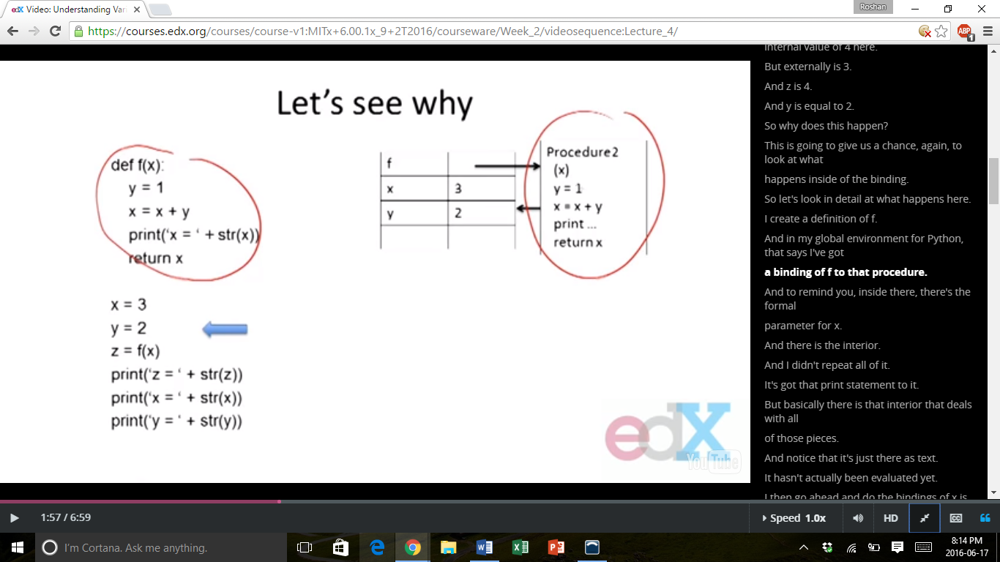 edX Video: Understanding Var
Roshan
https://courses.edx.org/courses/course-v1:MITx+6.00.1x_9+2T2016/courseware/Week_2/videosequence:Lecture_4/
ABP
1
Let's see why
def f(x):
y = 1
x = x + y
print('x = ' + str(x))
return x
x = 3
y = 2
z = f(x)
print('z = ' + str(z))
print('x = ' + str(x))
print('y = ' + str(y))
f
x 3
y 2
Procedure2
(x)
y = 1
x = x + y
print ...
return x
edX
YouTube
internal value of 4 here.
But externally is 3.
And z is 4.
And y is equal to 2.
So why does this happen?
This is going to give us a chance, again, to
look at what
happens inside of the binding.
So let's look in detail at what happens here.
I create a definition of f.
And in my global environment for Python,
that says I've got
a binding of f to that procedure.
And to remind you, inside there, there's the
formal
parameter for x.
And there is the interior.
And I didn't repeat all of it.
It's got that print statement to it.
But basically there is that interior that deals
with all
of those pieces.
And notice that it's just there as text.
It hasn't actually been evaluated yet.
I then go ahead and do the bindings of x is
1:57 / 6:59
Speed 1.0x
HD
CC
I'm Cortana. Ask me anything.
8:14 PM
2016-06-17